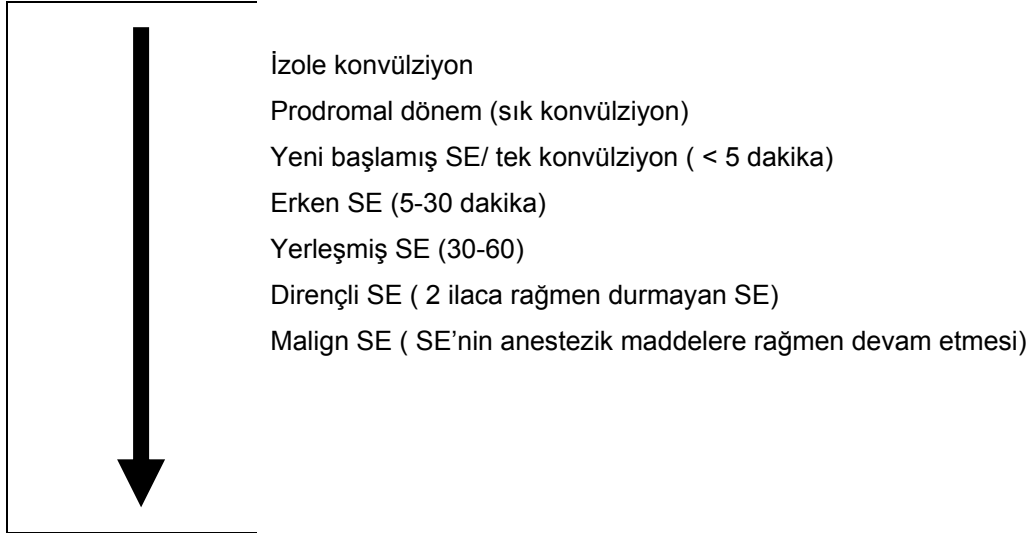 İzole konvülziyon
Prodromal dönem (sık konvülziyon)
Yeni başlamış SE/ tek konvülziyon ( < 5 dakika)
Erken SE (5-30 dakika)
Yerleşmiş SE (30-60)
Dirençli SE ( 2 ilaca rağmen durmayan SE)
Malign SE ( SE’nin anestezik maddelere rağmen devam etmesi)